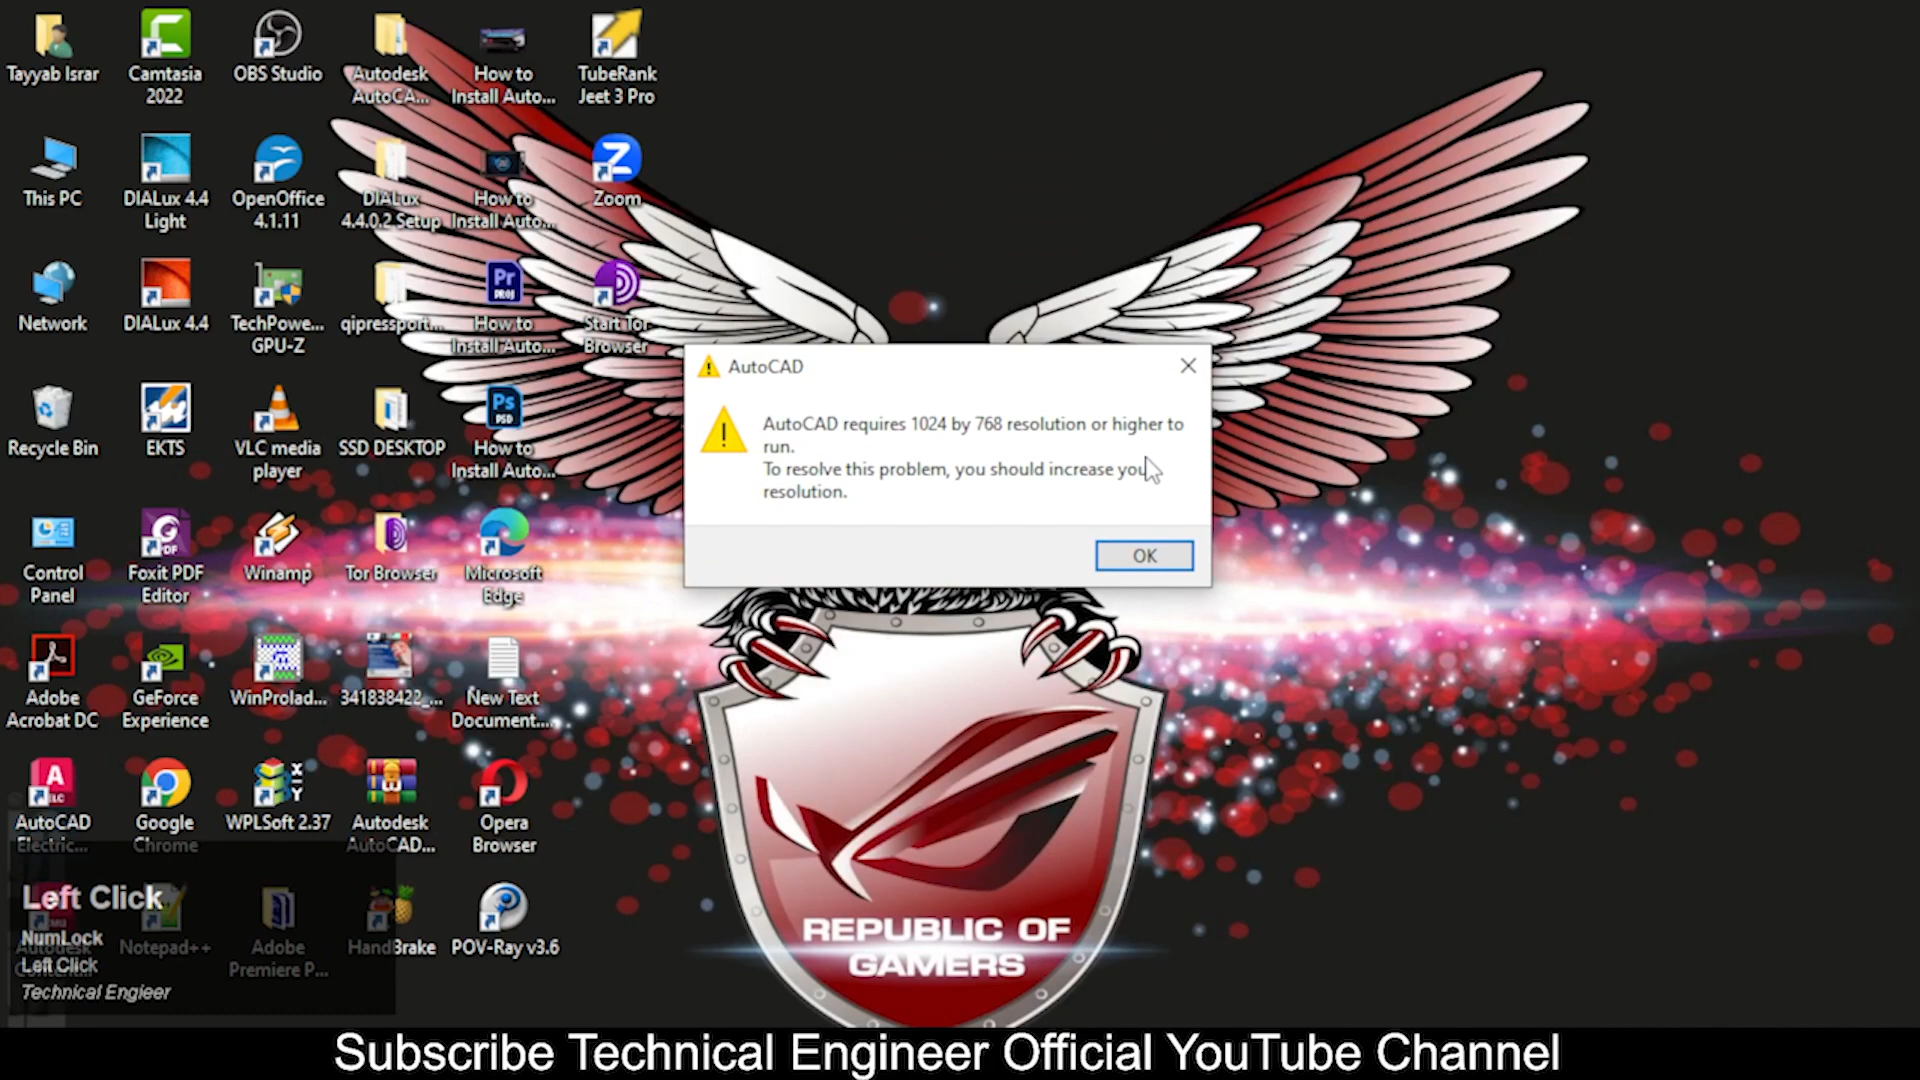 Tayyab Israr
Camtasia
2022
OBS Studio
Autodesk
AutoCA...
How to
Install Auto...
TubeRank
Jeet 3 Pro
This PC
DIALux 4.4
Light
OpenOffice
4.1.11
DIALux
4.4.0.2 Setup
How to
Install Auto...
Zoom
Network
DIALux 4.4
TechPowe...
GPU-Z
qipressport...
Pr
PROJ
How to
Install Auto...
Start Tor
Browser
AutoCAD
AutoCAD requires 1024 by 768 resolution or higher to
run.
To resolve this problem, you should increase you
resolution.
OK
Recycle Bin
EKTS
VLC media
player
SSD DESKTOP
Ps
PSD
How to
Install Auto...
Control
Panel
PDF
Foxit PDF
Editor
Winamp
Tor Browser
Microsoft
Edge
Adobe
Acrobat DC
GeForce
Experience
WinProlad...
341838422_...
New Text
Document....
A
AutoCAD
Electric...
Google
Chrome
X
Y
WPLSoft 2.37
Autodesk
AutoCAD...
Opera
Browser
Left Click
NumLock
Left Click
Technical Engieer
Autodesk
Notepad++
Adobe
Premiere P...
HandBrake
POV-Ray v3.6
REPUBLIC OF
GAMERS
Subscribe Technical Engineer Official YouTube Channel